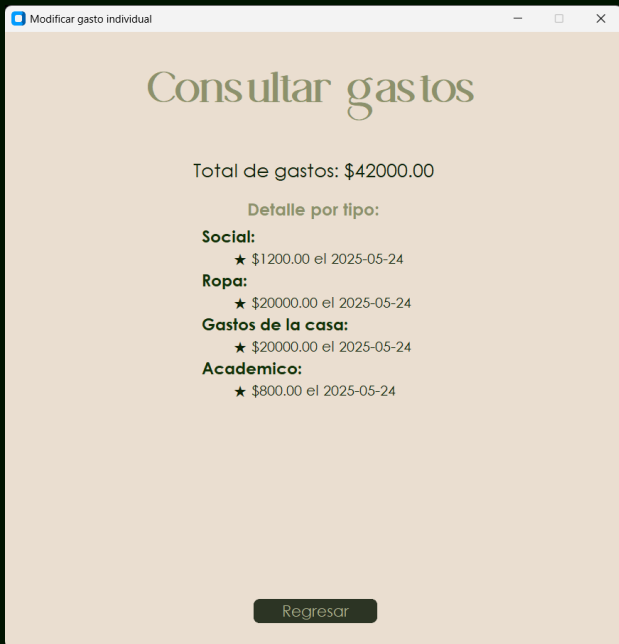 Modificar gasto individual
Consultar gastos
Total de gastos: $42000.00
Detalle por tipo:
Social:
★ $1200.00 el 2025-05-24
Ropa:
★ $20000.00 el 2025-05-24
Gastos de la casa:
★ $20000.00 el 2025-05-24
Academico:
★ $800.00 el 2025-05-24
Regresar